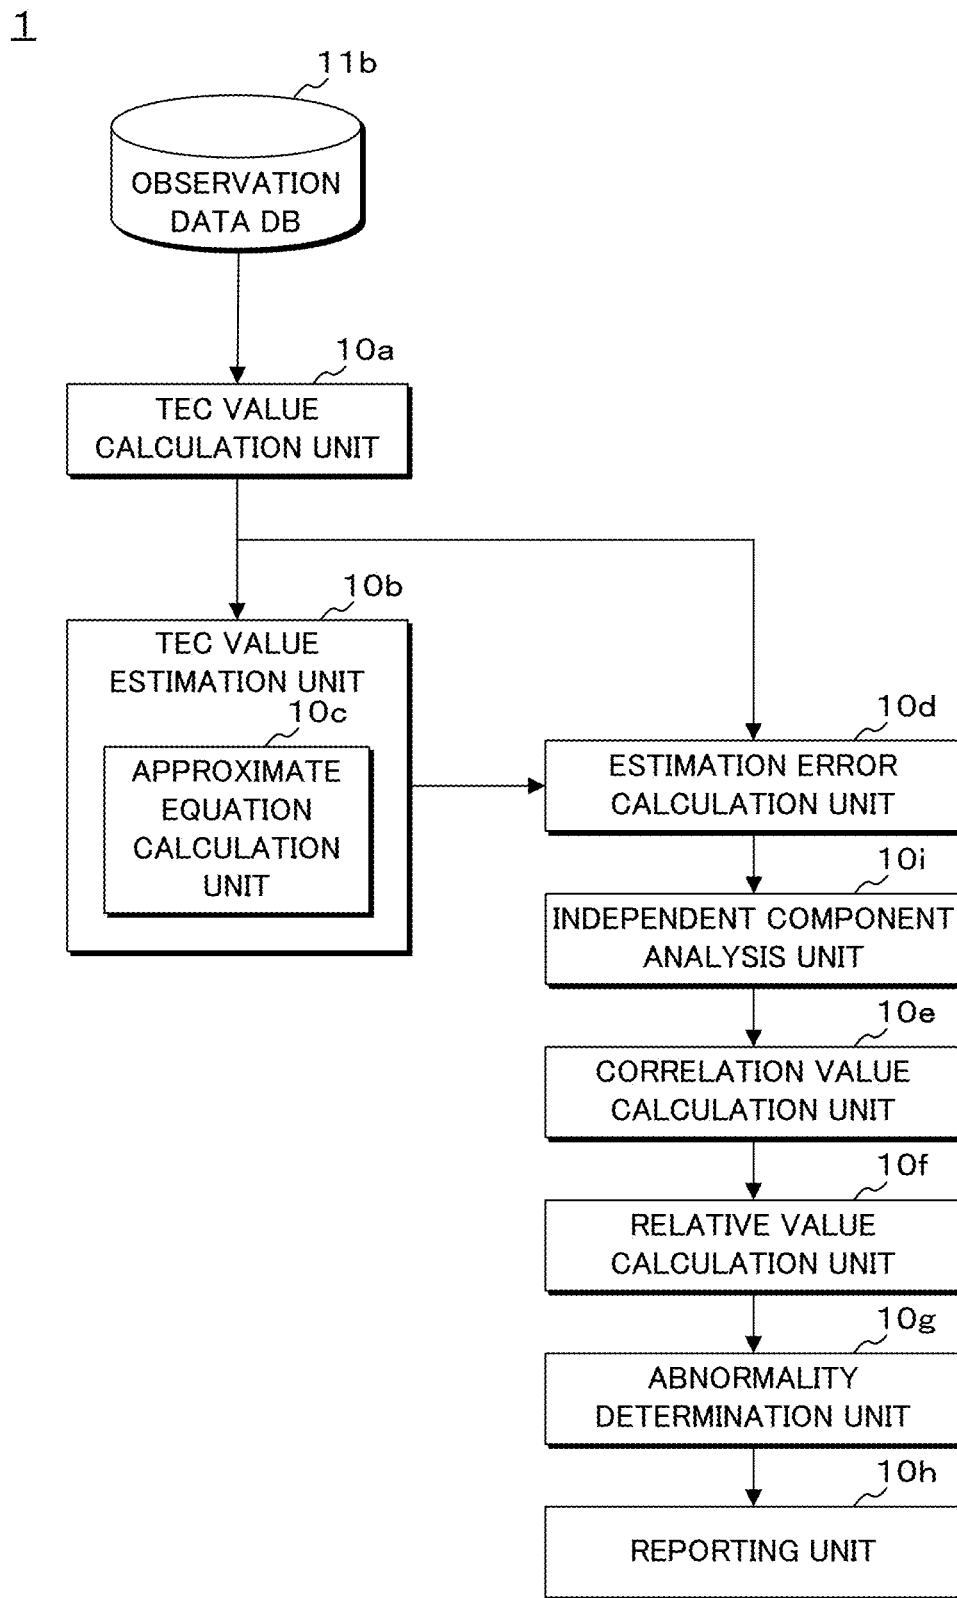 1
11b
OBSERVATION
DATA DB
10a
TEC VALUE
CALCULATION UNIT
10b
TEC VALUE
ESTIMATION UNIT
10c
APPROXIMATE
EQUATION
CALCULATION
UNIT
10d
ESTIMATION ERROR
CALCULATION UNIT
10i
INDEPENDENT COMPONENT
ANALYSIS UNIT
10e
CORRELATION VALUE
CALCULATION UNIT
10f
RELATIVE VALUE
CALCULATION UNIT
10g
ABNORMALITY
DETERMINATION UNIT
10h
REPORTING UNIT